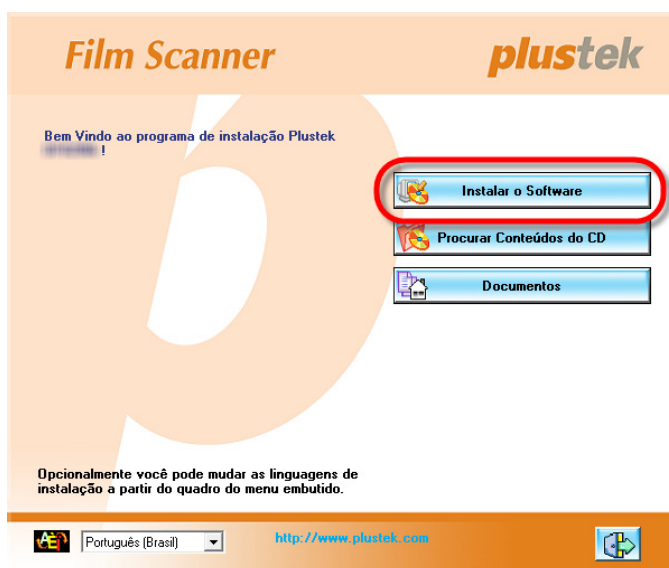 Film Scanner
plustek
Bem Vindo ao programa de instalação Plustek
!
Instalar o Software
Procurar Conteúdos do CD
Documentos
Opcionalmente você pode mudar as linguagens de
instalação a partir do quadro do menu embutido.
Português (Brasil)
http://www.plustek.com